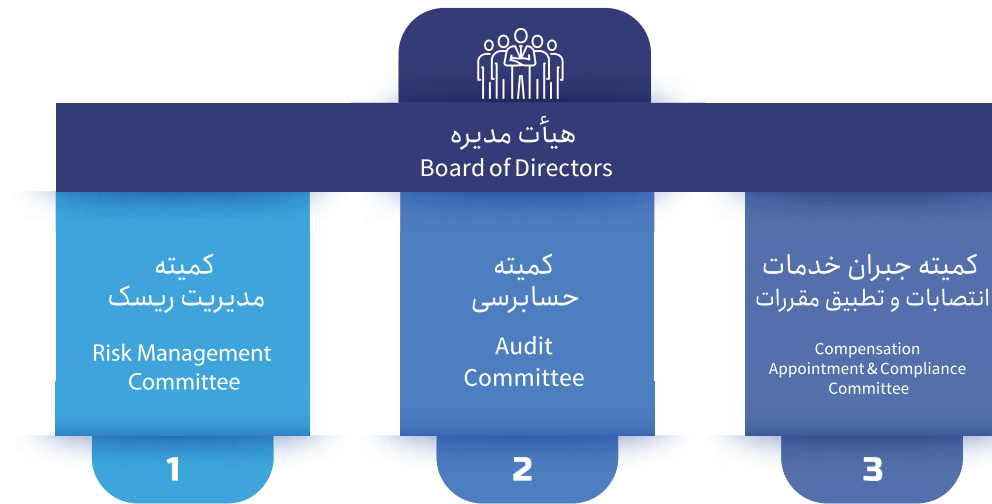 هیأت مدیره
Board of Directors
کمیته
مدیریت ریسک
Risk Management
Committee
1
کمیته
حسابرسی
Audit
Committee
2
کمیته جبران خدمات
انتصابات و تطبیق مقررات
Compensation
Appointment & Compliance
Committee
3